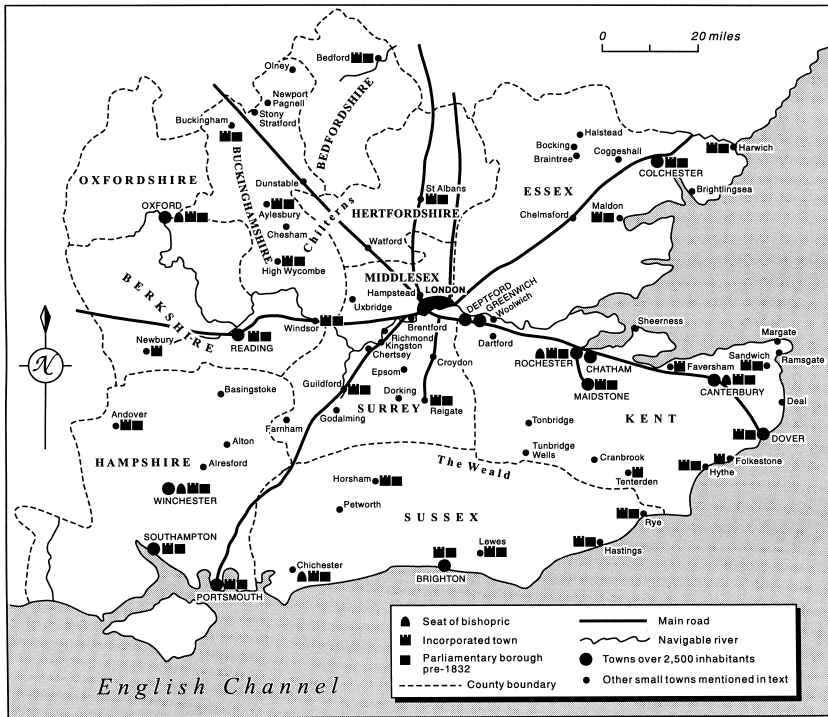 0 20 miles
Bedford
Olney
Newport
Pagnell
Stony
Stratford
Buckingham
BEDFORDSHIRE
OXFORDSHIRE
BUCKINGHAMSHIRE
Dunstable
Halstead
Bocking
Braintree
Coggeshall
Harwich
COLCHESTER
Brightlingsea
ESSEX
St Albans
HERTFORDSHIRE
OXFORD
Aylesbury
Chesham
Chilterns
Chelmsford
Maldon
High Wycombe
Watford
MIDDLESEX
BERKSHIRE
Hampstead
LONDON
Uxbridge
DEPTFORD
GREENWICH
Woolwich
Windsor
Brentford
Richmond
Kingston
Chertsey
Sheerness
Margate
Newbury
READING
Dartford
ROCHESTER
CHATHAM
Faversham
Sandwich
Ramsgate
Epsom
Croydon
CANTERBURY
MAIDSTONE
Basingstoke
Guildford
Dorking
Reigate
SURREY
Deal
Andover
Godalming
Farnham
Tonbridge
KENT
DOVER
Alton
Alresford
HAMPSHIRE
Tunbridge
Wells
Cranbrook
Folkestone
Hythe
Tenterden
The Weald
Horsham
WINCHESTER
Petworth
SUSSEX
Rye
SOUTHAMPTON
Lewes
Hastings
Chichester
BRIGHTON
PORTSMOUTH
N
English Channel
Seat of bishopric
Incorporated town
Parliamentary borough
pre-1832
County boundary
Main road
Navigable river
Towns over 2,500 inhabitants
Other small towns mentioned in text